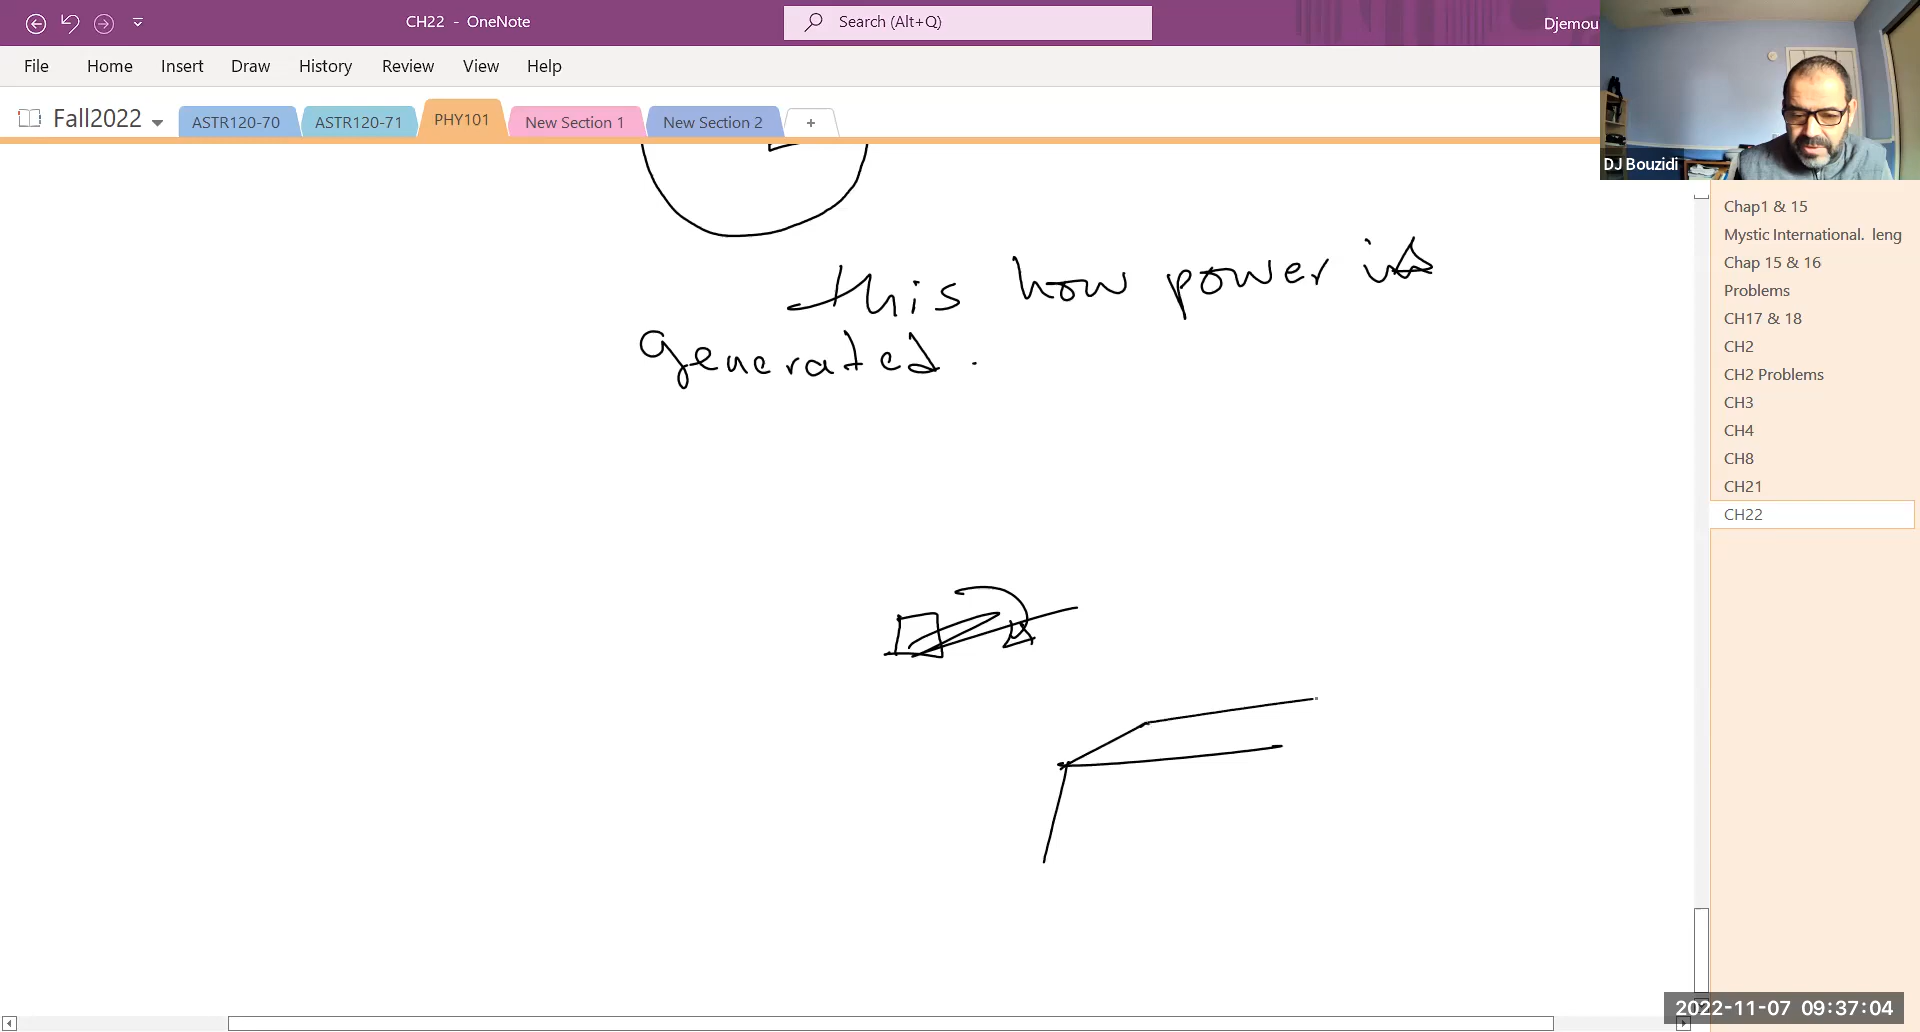 CH22 - OneNote
Search (Alt+Q)
Djemou
File Home Insert Draw History Review View Help
Fall2022 ASTR120-70 ASTR120-71 PHY101 New Section 1 New Section 2 +
DJ Bouzidi
Chap1 & 15
Mystic International. leng
Chap 15 & 16
Problems
CH17 & 18
CH2
CH2 Problems
CH3
CH4
CH8
CH21
CH22
this how power is
generated.
2022-11-07 09:37:04